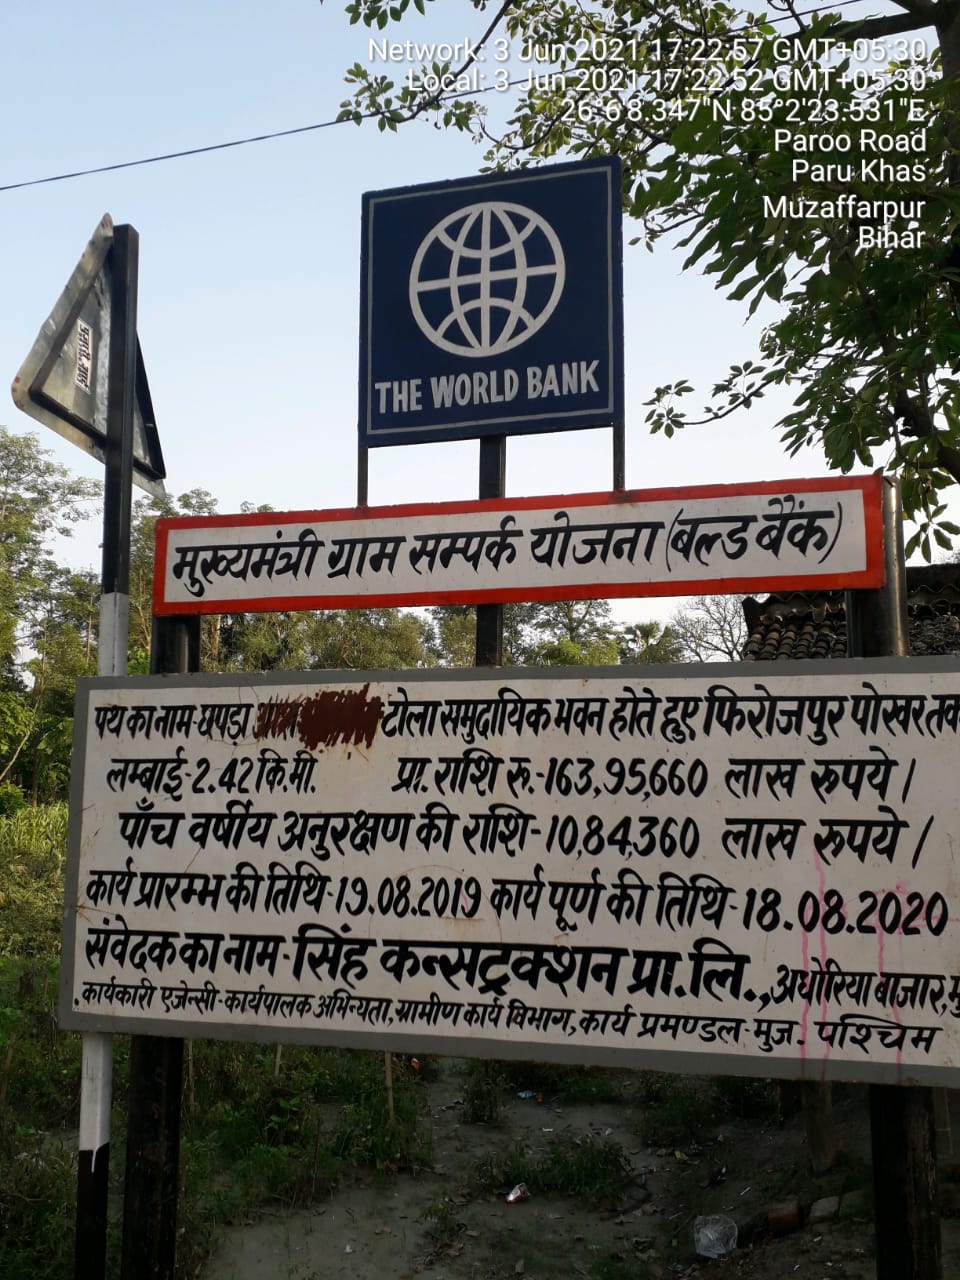 Network: 3 Jun 2021 17:22:57 GMT+05:30
Local: 3 Jun 2021 17:22:52 GMT+05:30
26°6'8.347"N 85°2'23.531"E
Paroo Road
Paru Khas
Muzaffarpur
Bihar
THE WORLD BANK
मुख्यमंत्री ग्राम सम्पर्क योजना (बर्ल्ड बैंक)
पथ का नाम-छपड़ा टोला समुदायिक भवन होते हुए फिरोजपुर पोखर तक
लम्बाई-2.42 कि.मी. प्रा. राशि रु.-163,95,660 लाख रूपये।
पाँच वर्षीय अनुरक्षण की राशि-10,84,360 लाख रूपये।
कार्य प्रारम्भ की तिथि-19.08.2019 कार्य पूर्ण की तिथि-18.08.2020
संवेदक का नाम-सिंह कन्सट्रक्शन प्रा.लि., अघोरिया बाजार,
कार्यकारी एजेन्सी-कार्यपालक अभियन्ता, ग्रामीण कार्य विभाग, कार्य प्रमण्डल-मुज. पश्चिम